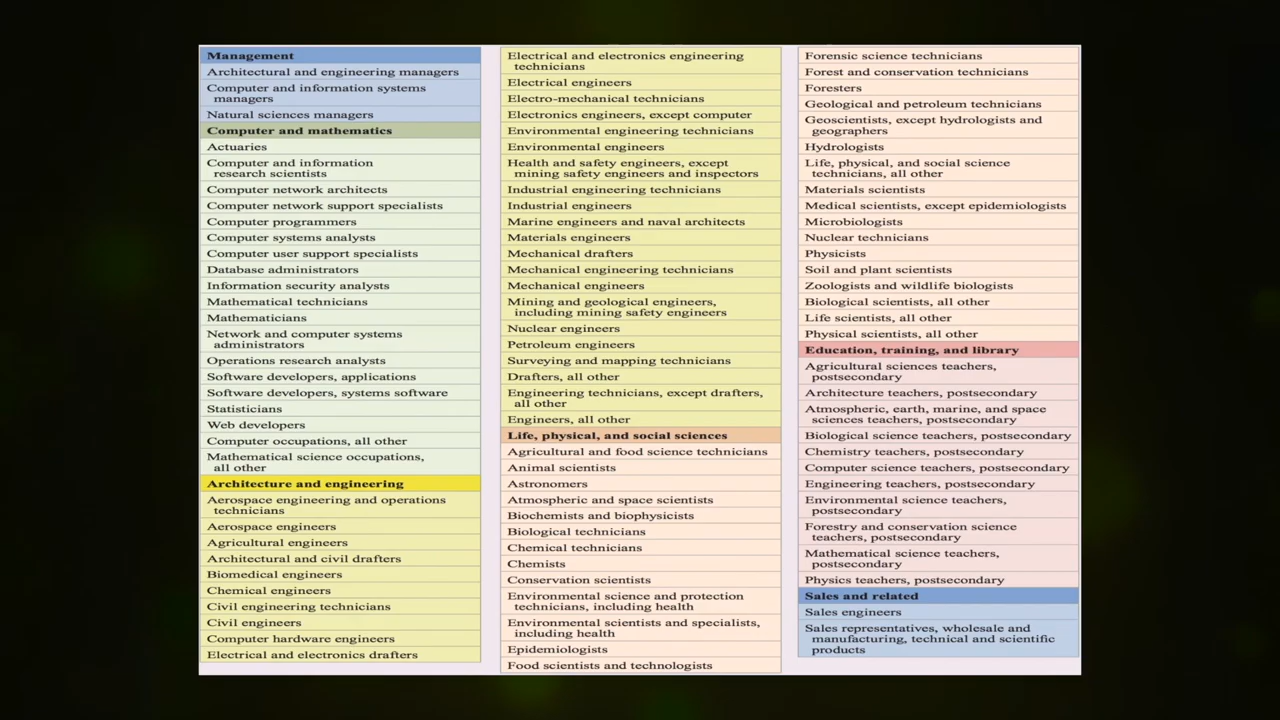 Management
Architectural and engineering managers
Computer and information systems
managers
Natural sciences managers
Computer and mathematics
Actuaries
Computer and information
research scientists
Computer network architects
Computer network support specialists
Computer programmers
Computer systems analysts
Computer user support specialists
Database administrators
Information security analysts
Mathematical technicians
Mathematicians
Network and computer systems
administrators
Operations research analysts
Software developers, applications
Software developers, systems software
Statisticians
Web developers
Computer occupations, all other
Mathematical science occupations,
all other
Architecture and engineering
Aerospace engineering and operations
technicians
Aerospace engineers
Agricultural engineers
Architectural and civil drafters
Biomedical engineers
Chemical engineers
Civil engineering technicians
Civil engineers
Computer hardware engineers
Electrical and electronics drafters
Electrical and electronics engineering
technicians
Electrical engineers
Electro-mechanical technicians
Electronics engineers, except computer
Environmental engineering technicians
Environmental engineers
Health and safety engineers, except
mining safety engineers and inspectors
Industrial engineering technicians
Industrial engineers
Marine engineers and naval architects
Materials engineers
Mechanical drafters
Mechanical engineering technicians
Mechanical engineers
Mining and geological engineers,
including mining safety engineers
Nuclear engineers
Petroleum engineers
Surveying and mapping technicians
Drafters, all other
Engineering technicians, except drafters,
all other
Engineers, all other
Life, physical, and social sciences
Agricultural and food science technicians
Animal scientists
Astronomers
Atmospheric and space scientists
Biochemists and biophysicists
Biological technicians
Chemical technicians
Chemists
Conservation scientists
Environmental science and protection
technicians, including health
Environmental scientists and specialists,
including health
Epidemiologists
Food scientists and technologists
Forensic science technicians
Forest and conservation technicians
Foresters
Geological and petroleum technicians
Geoscientists, except hydrologists and
geographers
Hydrologists
Life, physical, and social science
technicians, all other
Materials scientists
Medical scientists, except epidemiologists
Microbiologists
Nuclear technicians
Physicists
Soil and plant scientists
Zoologists and wildlife biologists
Biological scientists, all other
Life scientists, all other
Physical scientists, all other
Education, training, and library
Agricultural sciences teachers,
postsecondary
Architecture teachers, postsecondary
Atmospheric, earth, marine, and space
sciences teachers, postsecondary
Biological science teachers, postsecondary
Chemistry teachers, postsecondary
Computer science teachers, postsecondary
Engineering teachers, postsecondary
Environmental science teachers,
postsecondary
Forestry and conservation science
teachers, postsecondary
Mathematical science teachers,
postsecondary
Physics teachers, postsecondary
Sales and related
Sales engineers
Sales representatives, wholesale and
manufacturing, technical and scientific
products